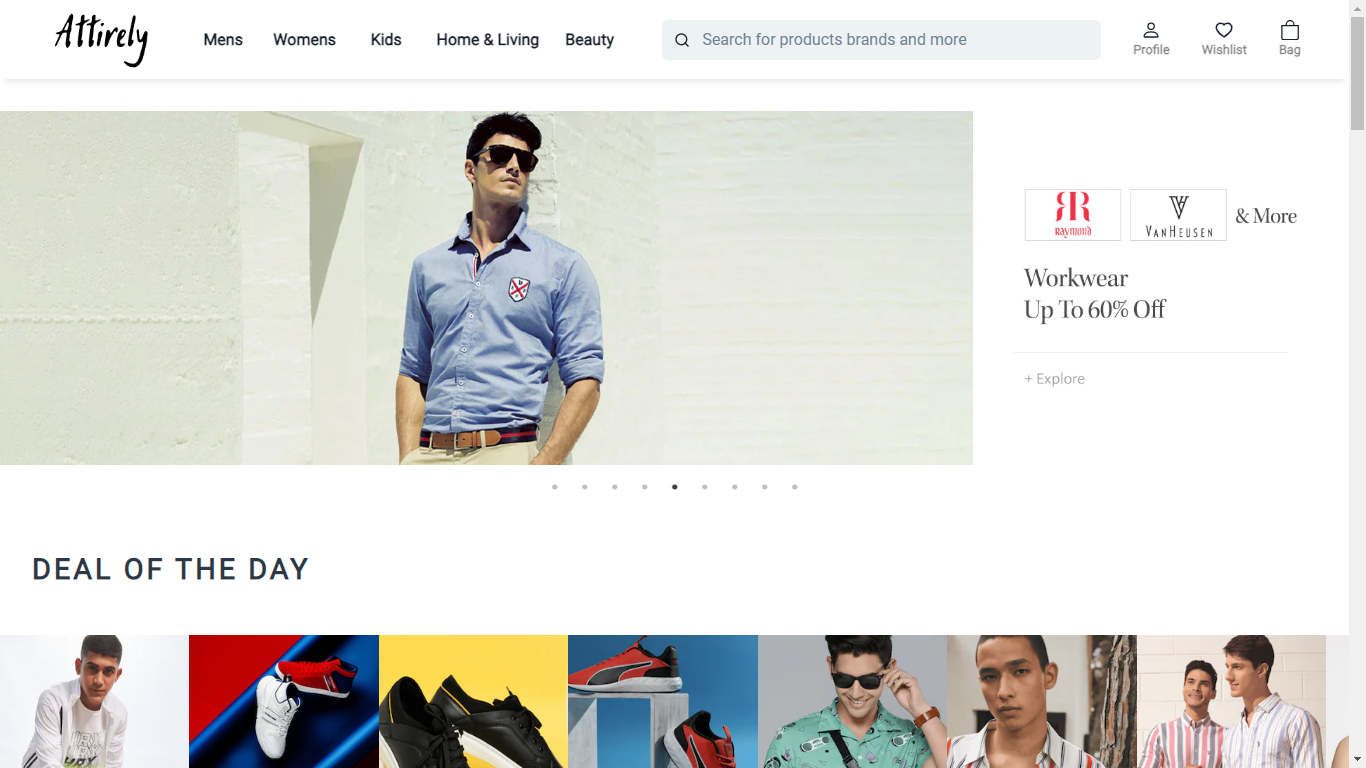 Attirely
Mens Womens Kids Home & Living Beauty
Search for products brands and more
Profile Wishlist Bag
Raymond VANHEUSEN & More
Workwear
Up To 60% Off
+ Explore
DEAL OF THE DAY